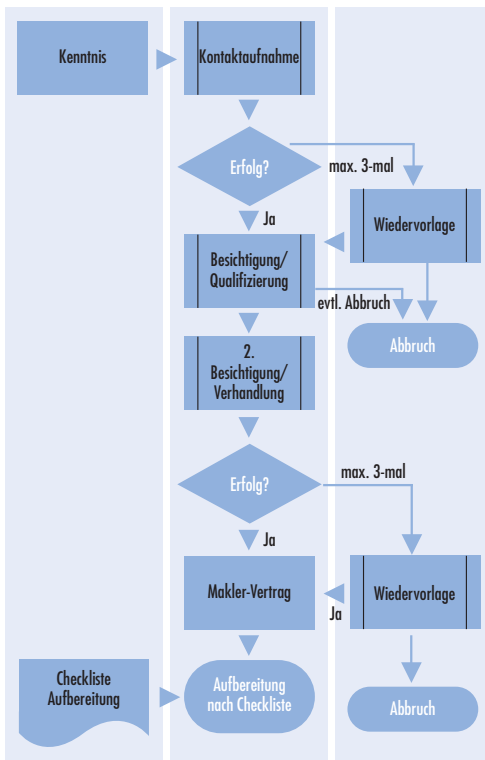 Kenntnis
Kontaktaufnahme
Erfolg?
max. 3-mal
Ja
Wiedervorlage
Besichtigung/
Qualifizierung
evtl. Abbruch
Abbruch
2.
Besichtigung/
Verhandlung
Erfolg?
max. 3-mal
Ja
Makler-Vertrag
Wiedervorlage
Ja
Checkliste
Aufbereitung
Aufbereitung
nach Checkliste
Abbruch